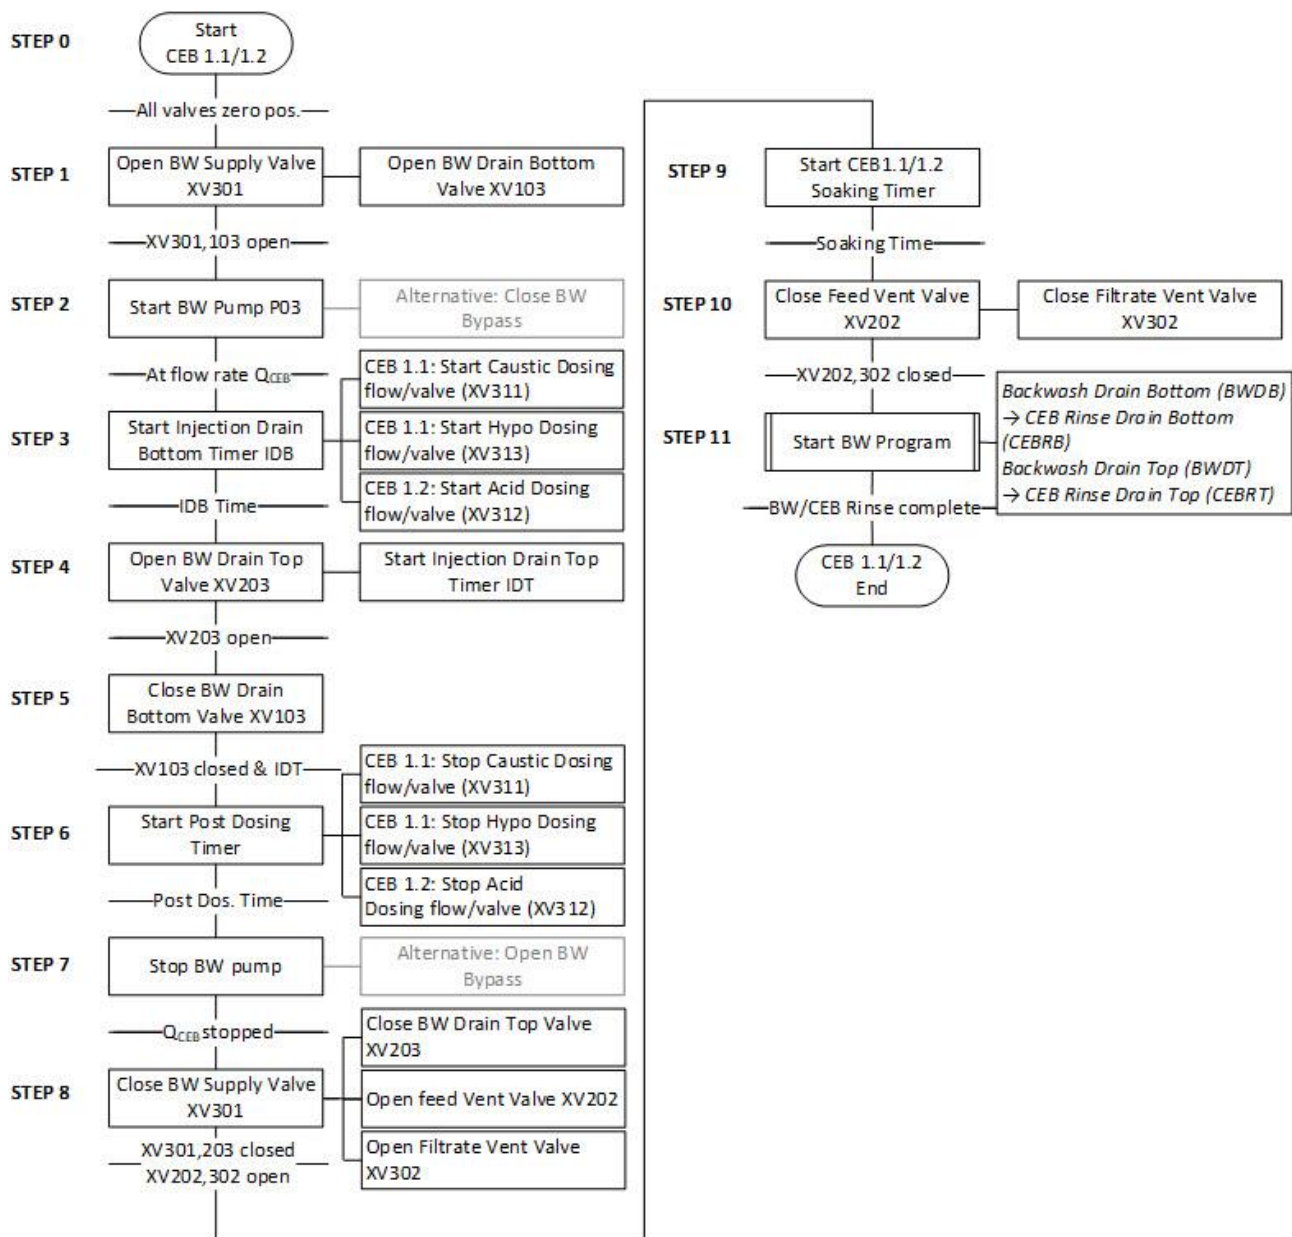 STEP 0
Start
CEB 1.1/1.2
All valves zero pos.
STEP 1
Open BW Supply Valve
XV301
Open BW Drain Bottom
Valve XV103
XV301,103 open
STEP 2
Start BW Pump P03
Alternative: Close BW
Bypass
At flow rate QCEB
STEP 3
Start Injection Drain
Bottom Timer IDB
CEB 1.1: Start Caustic Dosing
flow/valve (XV311)
CEB 1.1: Start Hypo Dosing
flow/valve (XV313)
CEB 1.2: Start Acid Dosing
flow/valve (XV312)
IDB Time
STEP 4
Open BW Drain Top
Valve XV203
Start Injection Drain Top
Timer IDT
XV203 open
STEP 5
Close BW Drain
Bottom Valve XV103
XV103 closed & IDT
STEP 6
Start Post Dosing
Timer
CEB 1.1: Stop Caustic Dosing
flow/valve (XV311)
CEB 1.1: Stop Hypo Dosing
flow/valve (XV313)
CEB 1.2: Stop Acid
Dosing flow/valve (XV312)
Post Dos. Time
STEP 7
Stop BW pump
Alternative: Open BW
Bypass
QCEB stopped
STEP 8
Close BW Supply Valve
XV301
Close BW Drain Top Valve
XV203
Open feed Vent Valve XV202
Open Filtrate Vent Valve
XV302
XV301,203 closed
XV202,302 open
STEP 9
Start CEB1.1/1.2
Soaking Timer
Soaking Time
STEP 10
Close Feed Vent Valve
XV202
Close Filtrate Vent Valve
XV302
XV202,302 closed
STEP 11
Start BW Program
Backwash Drain Bottom (BWDB)
→ CEB Rinse Drain Bottom
(CEBRB)
Backwash Drain Top (BWDT)
→ CEB Rinse Drain Top (CEBRT)
BW/CEB Rinse complete
CEB 1.1/1.2
End